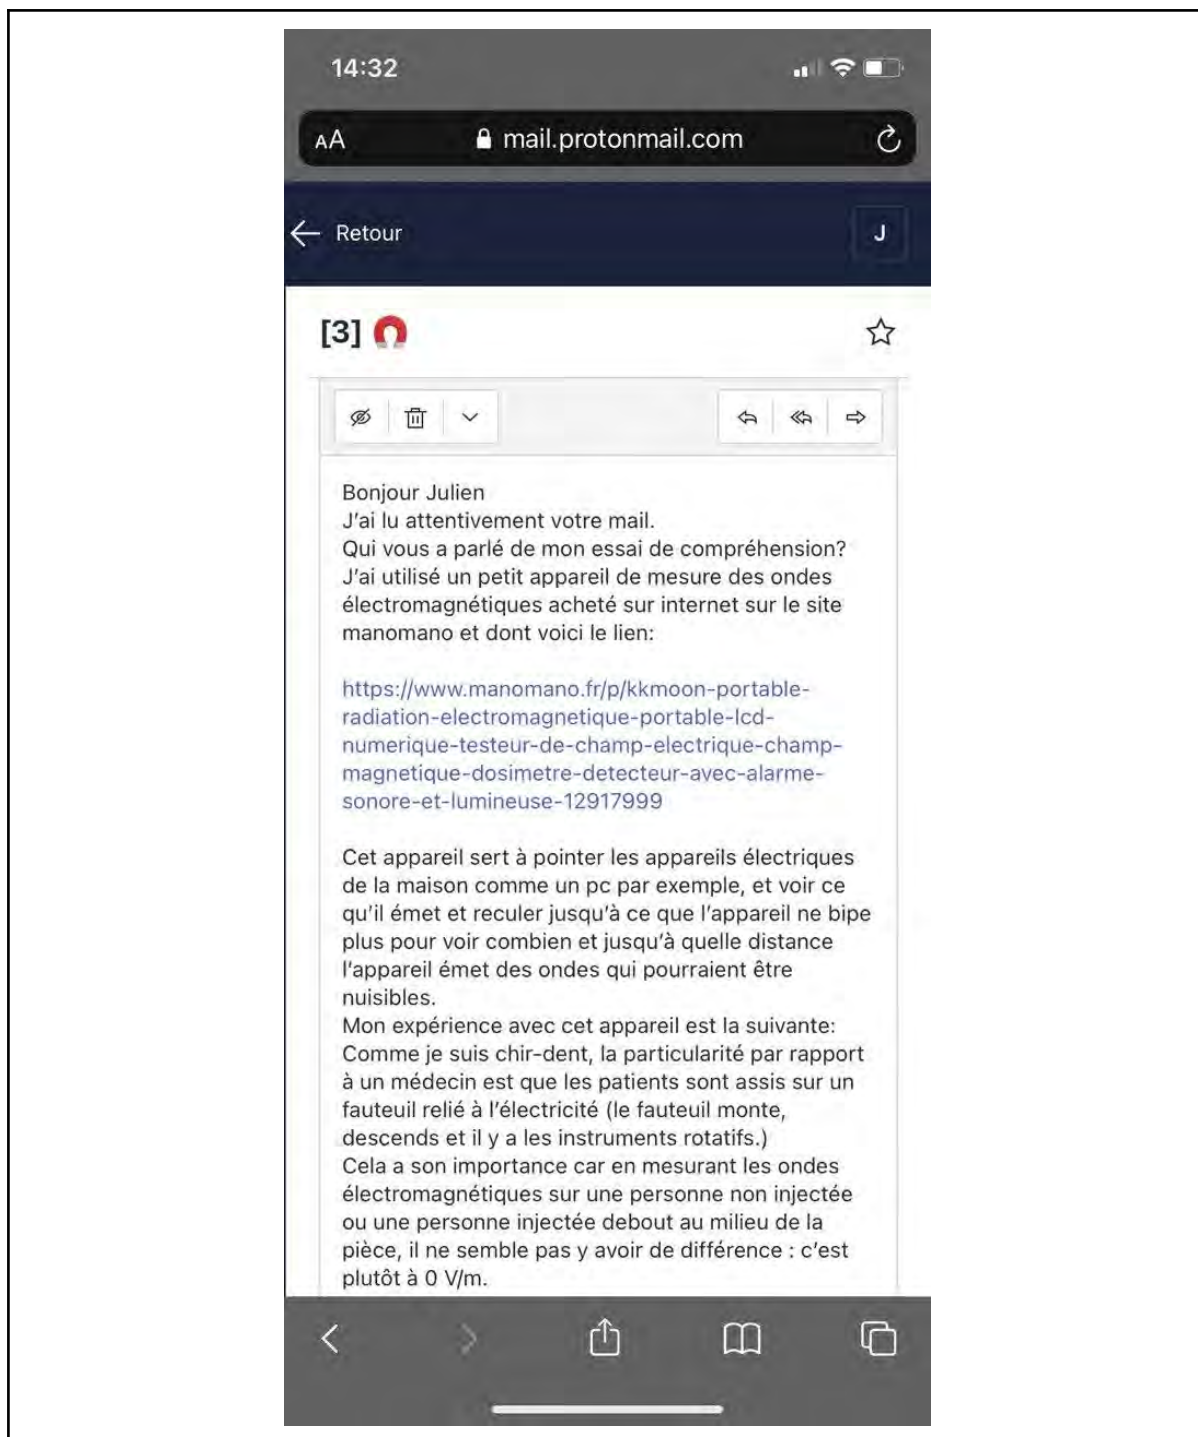 14:32
AA mail.protonmail.com
Retour
J
[3]
Bonjour Julien
J'ai lu attentivement votre mail.
Qui vous a parlé de mon essai de compréhension?
J'ai utilisé un petit appareil de mesure des ondes
électromagnétiques acheté sur internet sur le site
manomano et dont voici le lien:
https://www.manomano.fr/p/kkmoon-portable-
radiation-electromagnetique-portable-lcd-
numerique-testeur-de-champ-electrique-champ-
magnetique-dosimetre-detecteur-avec-alarme-
sonore-et-lumineuse-12917999
Cet appareil sert à pointer les appareils électriques
de la maison comme un pc par exemple, et voir ce
qu'il émet et reculer jusqu'à ce que l'appareil ne bipe
plus pour voir combien et jusqu'à quelle distance
l'appareil émet des ondes qui pourraient être
nuisibles.
Mon expérience avec cet appareil est la suivante:
Comme je suis chir-dent, la particularité par rapport
à un médecin est que les patients sont assis sur un
fauteuil relié à l'électricité (le fauteuil monte,
descends et il y a les instruments rotatifs.)
Cela a son importance car en mesurant les ondes
électromagnétiques sur une personne non injectée
ou une personne injectée debout au milieu de la
pièce, il ne semble pas y avoir de différence : c'est
plutôt à 0 V/m.